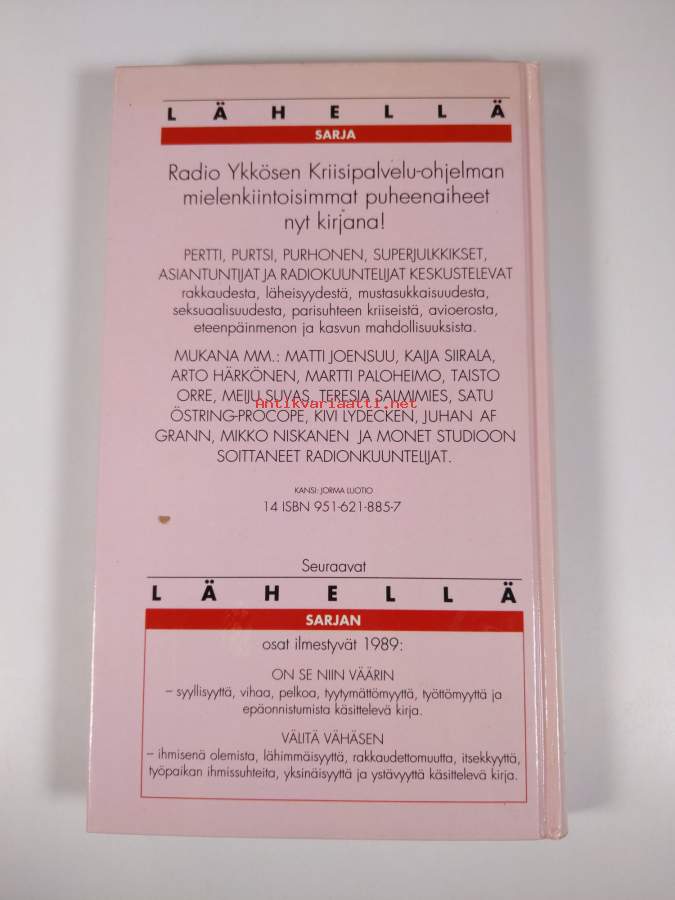 LÄHELLÄ
SARJA
Radio Ykkösen Kriisipalvelu-ohjelman
mielenkiintoisimmat puheenaiheet
nyt kirjana!
PERTTI, PURTSI, PURHONEN, SUPERJULKKIKSET,
ASIANTUNTIJAT JA RADIOKUUNTELIJAT KESKUSTELEVAT
rakkaudesta, läheisyydestä, mustasukkaisuudesta,
seksuaalisuudesta, parisuhteen kriiseistä, avioerosta,
eteenpäinmenon ja kasvun mahdollisuuksista.
MUKANA MM.: MATTI JOENSUU, KAIJA SIIRALA,
ARTO HÄRKÖNEN, MARTTI PALOHEIMO, TAISTO
ORRE, MEIJU SUVAS, TERESIA SAIMIMIES, SATU
Antikvariaatti.net
ÖSTRING-PROCOPE, KIVI LYDECKEN, JUHAN AF
GRANN, MIKKO NISKANEN JA MONET STUDIOON
SOITTANEET RADIONKUUNTELIJAT.
KANSI: JORMA LUOTIO
14 ISBN 951-621-885-7
Seuraavat
LÄHELLÄ
SARJAN
osat ilmestyvät 1989:
ON SE NIIN VÄÄRIN
– syyllisyyttä, vihaa, pelkoa, tyytymättömyyttä, työttömyyttä ja
epäonnistumista käsittelevä kirja.
VÄLITÄ VÄHÄSEN
– ihmisenä olemista, lähimmäisyyttä, rakkaudettomuutta, itsekkyyttä,
työpaikan ihmissuhteita, yksinäisyyttä ja ystävyyttä käsittelevä kirja.